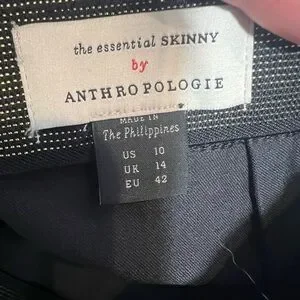 the essential SKINNY
by
ANTHROPOLOGIE
MADE IN
The Philippines
US 10
UK 14
EU 42